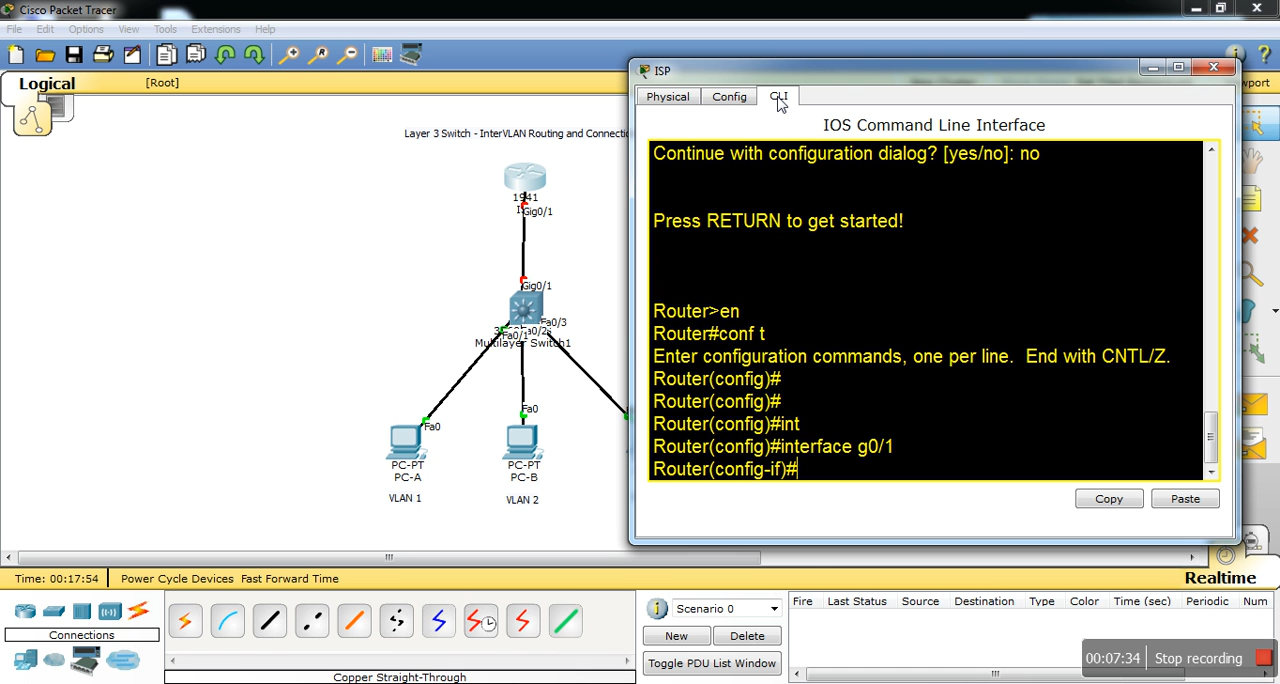 Cisco Packet Tracer
File Edit Options View Tools Extensions Help
Logical
[Root]
Layer 3 Switch - InterVLAN Routing and Connectio
1941
Gig0/1
Gig0/1
Fa0/3
Fa0/1
Fa0/2
Multilayer Switch1
Fa0
Fa0
PC-PT
PC-A
PC-PT
PC-B
VLAN 1
VLAN 2
ISP
Physical Config CLI
IOS Command Line Interface
Continue with configuration dialog? [yes/no]: no
Press RETURN to get started!
Router>en
Router#conf t
Enter configuration commands, one per line.  End with CNTL/Z.
Router(config)#
Router(config)#
Router(config)#int
Router(config)#interface g0/1
Router(config-if)#
Copy Paste
Time: 00:17:54 Power Cycle Devices Fast Forward Time
Realtime
Connections
Copper Straight-Through
Scenario 0
New Delete
Toggle PDU List Window
Fire Last Status Source Destination Type Color Time (sec) Periodic Num
00:07:34 Stop recording